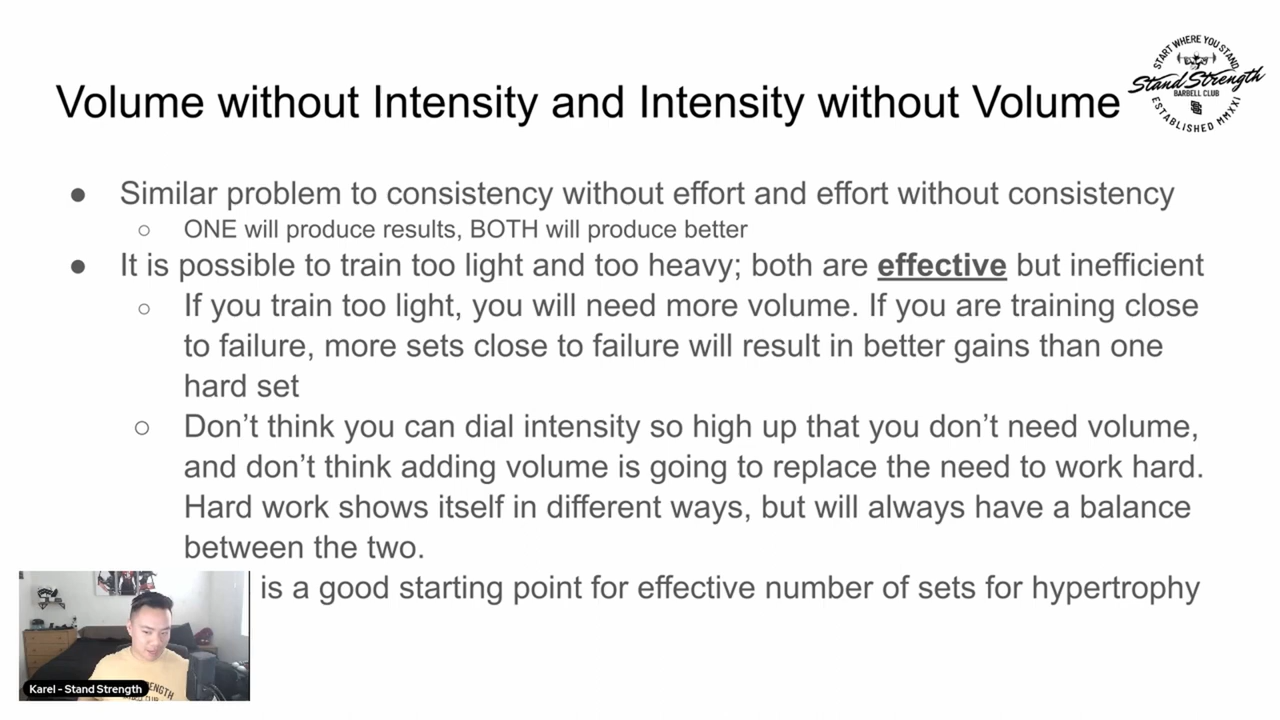 START WHERE YOU STAND
Stand Strength
BARBELL CLUB
ESTABLISHED MMXXI
Volume without Intensity and Intensity without Volume
● Similar problem to consistency without effort and effort without consistency
○ ONE will produce results, BOTH will produce better
● It is possible to train too light and too heavy; both are effective but inefficient
○ If you train too light, you will need more volume. If you are training close
to failure, more sets close to failure will result in better gains than one
hard set
○ Don’t think you can dial intensity so high up that you don’t need volume,
and don’t think adding volume is going to replace the need to work hard.
Hard work shows itself in different ways, but will always have a balance
between the two.
is a good starting point for effective number of sets for hypertrophy
Karel - Stand Strength